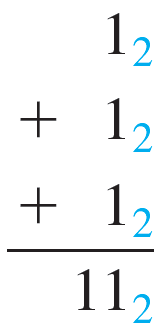 1₂
+ 1₂
+ 1₂
11₂